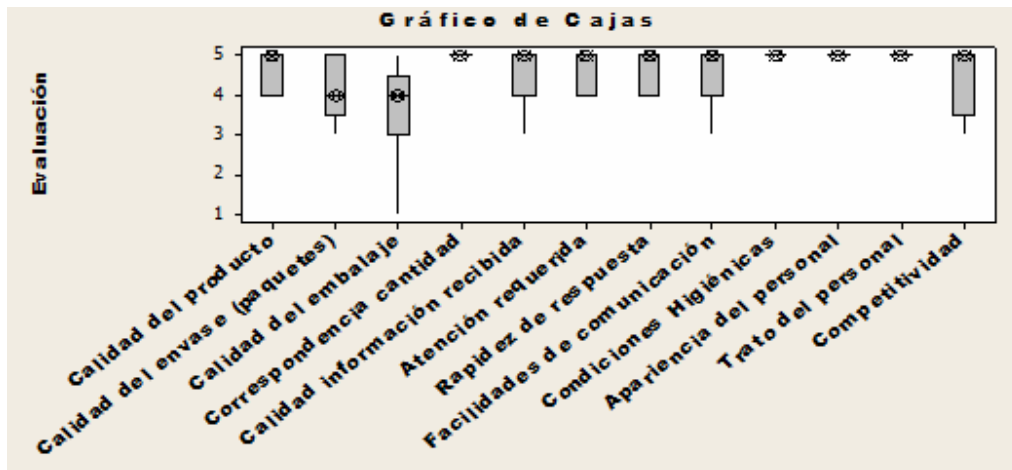 Gráfico de Cajas
Evaluación
5
4
3
2
1
Calidad del producto
Calidad del envase (paquetes)
Calidad del embalaje
Correspondencia cantidad
Calidad información recibida
Atención requerida
Rapidez de respuesta
Facilidades de comunicación
Condiciones Higiénicas
Apariencia del personal
Trato del personal
Competitividad